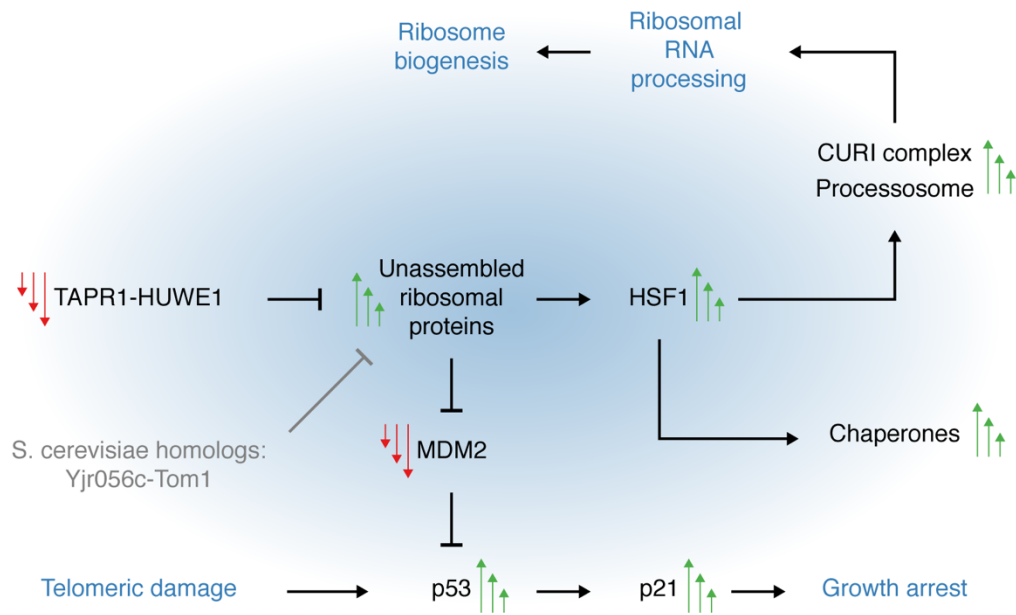 Ribosome
biogenesis
Ribosomal
RNA
processing
CURI complex
Processosome
TAPR1-HUWE1
Unassembled
ribosomal
proteins
HSF1
S. cerevisiae homologs:
Yjr056c-Tom1
MDM2
Chaperones
Telomeric damage
p53
p21
Growth arrest